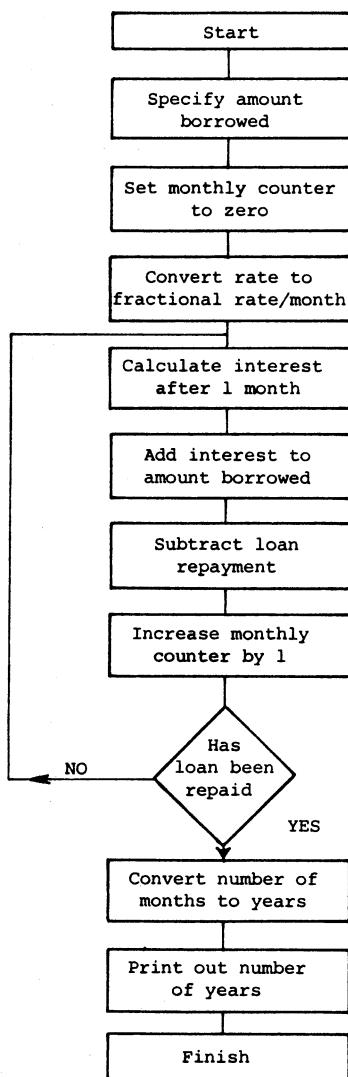 Start
Specify amount
borrowed
Set monthly counter
to zero
Convert rate to
fractional rate/month
Calculate interest
after 1 month
Add interest to
amount borrowed
Subtract loan
repayment
Increase monthly
counter by 1
Has
loan been
repaid
NO
YES
Convert number of
months to years
Print out number
of years
Finish